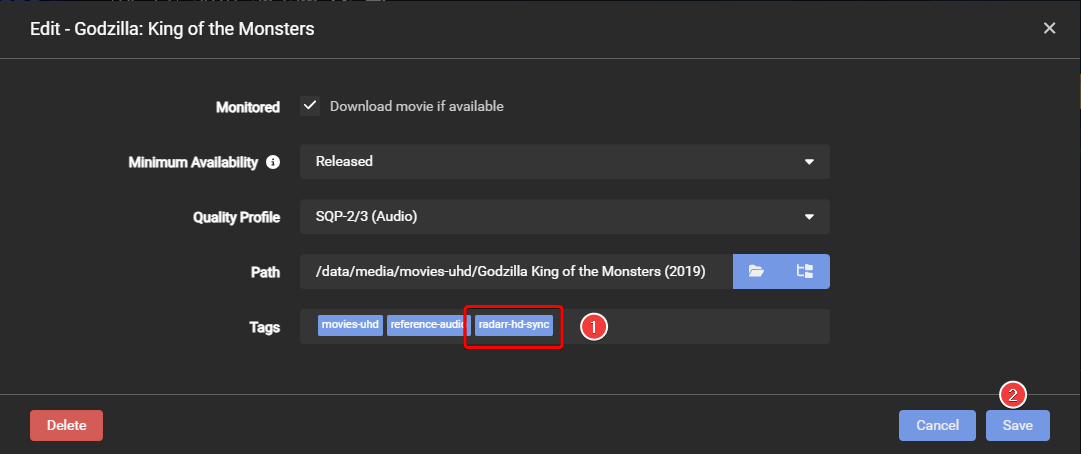 Edit - Godzilla: King of the Monsters
Monitored Download movie if available
Minimum Availability Released
Quality Profile SQP-2/3 (Audio)
Path /data/media/movies-uhd/Godzilla King of the Monsters (2019)
Tags movies-uhd reference-audio radarr-hd-sync 1
2
Delete Cancel Save